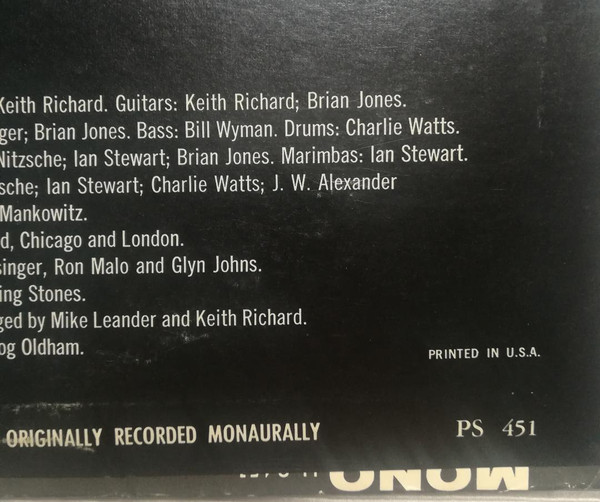 Keith Richard. Guitars: Keith Richard; Brian Jones.
ger; Brian Jones. Bass: Bill Wyman. Drums: Charlie Watts.
Nitzsche; Ian Stewart; Brian Jones. Marimbas: Ian Stewart.
sche; Ian Stewart; Charlie Watts; J. W. Alexander
Mankowitz.
d, Chicago and London.
singer, Ron Malo and Glyn Johns.
ing Stones.
ged by Mike Leander and Keith Richard.
og Oldham.
PRINTED IN U.S.A.
ORIGINALLY RECORDED MONAURALLY
PS 451
MONO